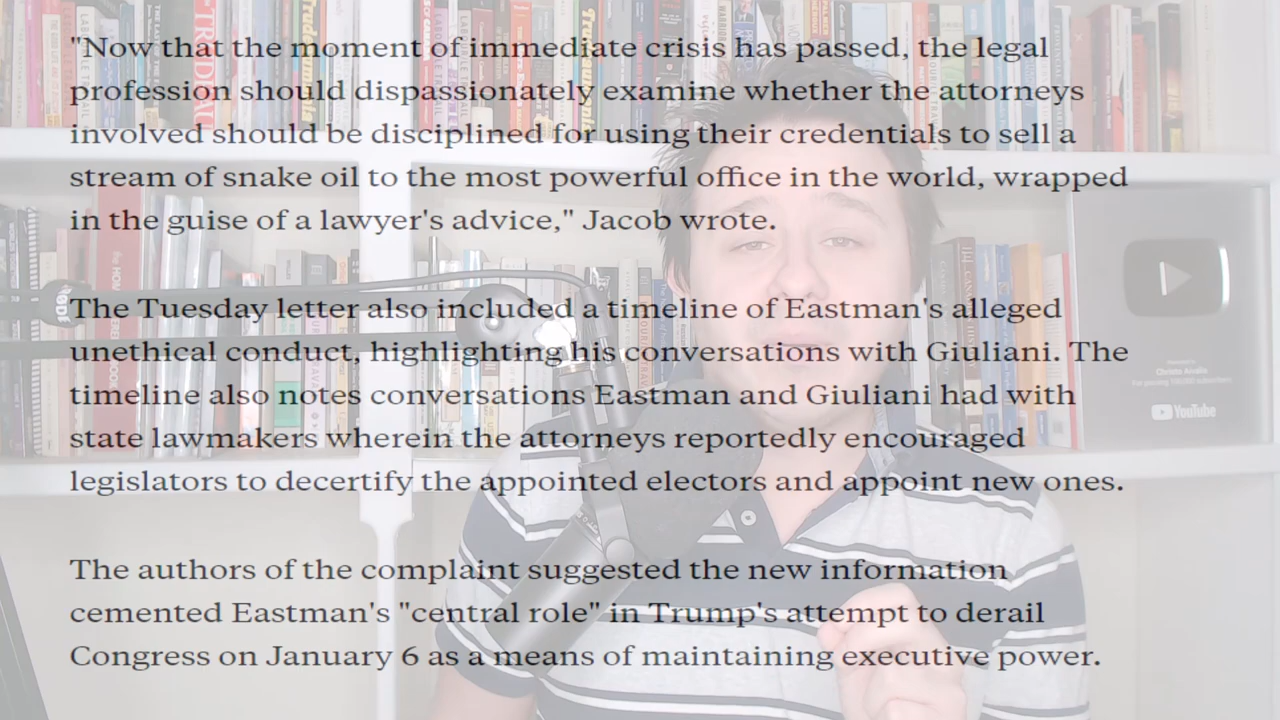 "Now that the moment of immediate crisis has passed, the legal
profession should dispassionately examine whether the attorneys
involved should be disciplined for using their credentials to sell a
stream of snake oil to the most powerful office in the world, wrapped
in the guise of a lawyer's advice," Jacob wrote.
The Tuesday letter also included a timeline of Eastman's alleged
unethical conduct, highlighting his conversations with Giuliani. The
timeline also notes conversations Eastman and Giuliani had with
state lawmakers wherein the attorneys reportedly encouraged
legislators to decertify the appointed electors and appoint new ones.
The authors of the complaint suggested the new information
cemented Eastman's "central role" in Trump's attempt to derail
Congress on January 6 as a means of maintaining executive power.
YouTube